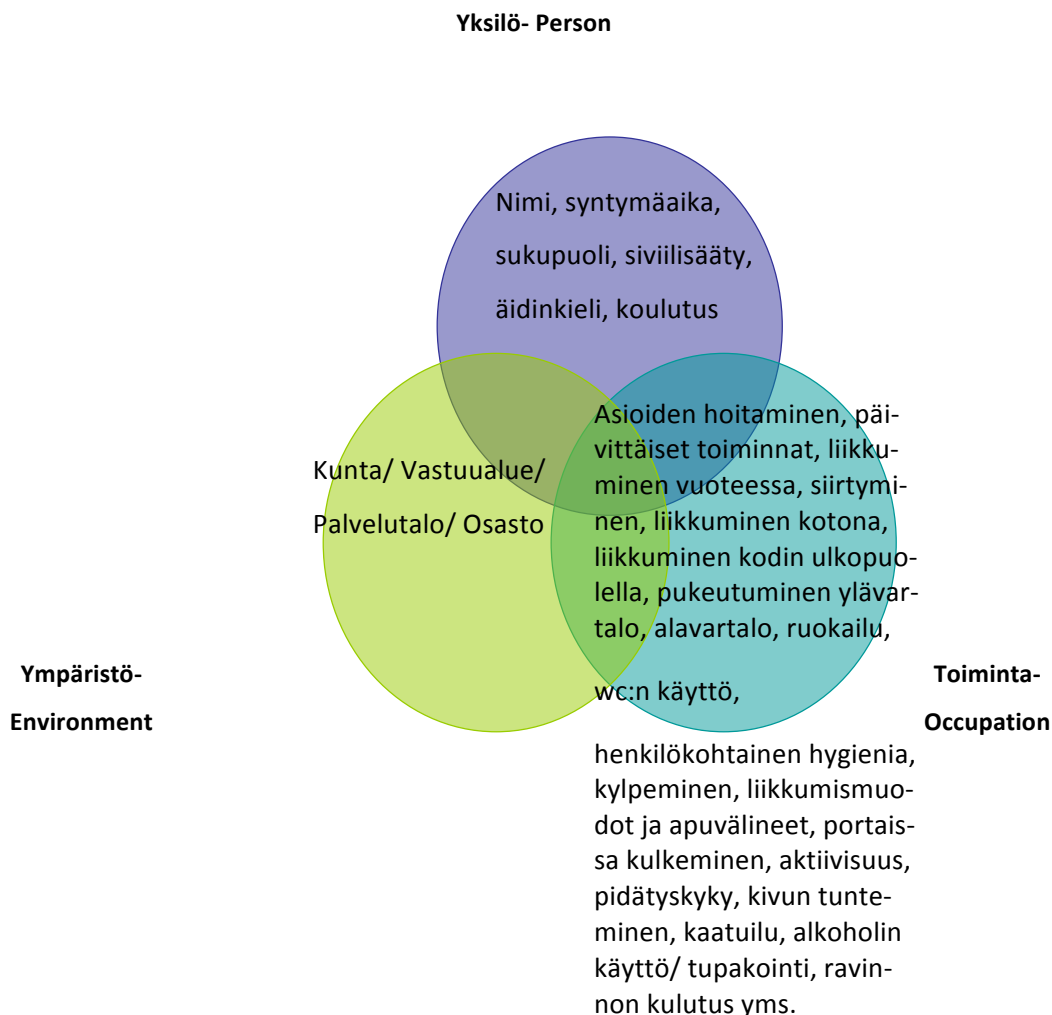 Yksilö- Person
Nimi, syntymäaika,
sukupuoli, siviilisääty,
äidinkieli, koulutus
Kunta/ Vastuualue/
Palvelutalo/ Osasto
Asioiden hoitaminen, päi-
vittäiset toiminnat, liikku-
minen vuoteessa, siirtymi-
nen, liikkuminen kotona,
liikkuminen kodin ulkopuo-
lella, pukeutuminen ylävar-
talo, alavartalo, ruokailu,
wc:n käyttö,
henkilökohtainen hygienia,
kylpeminen, liikkumismuo-
dot ja apuvälineet, portais-
sa kulkeminen, aktiivisuus,
pidätyskyky, kivun tunte-
minen, kaatuilu, alkoholin
käyttö/ tupakointi, ravin-
non kulutus yms.
Ympäristö-
Environment
Toiminta-
Occupation